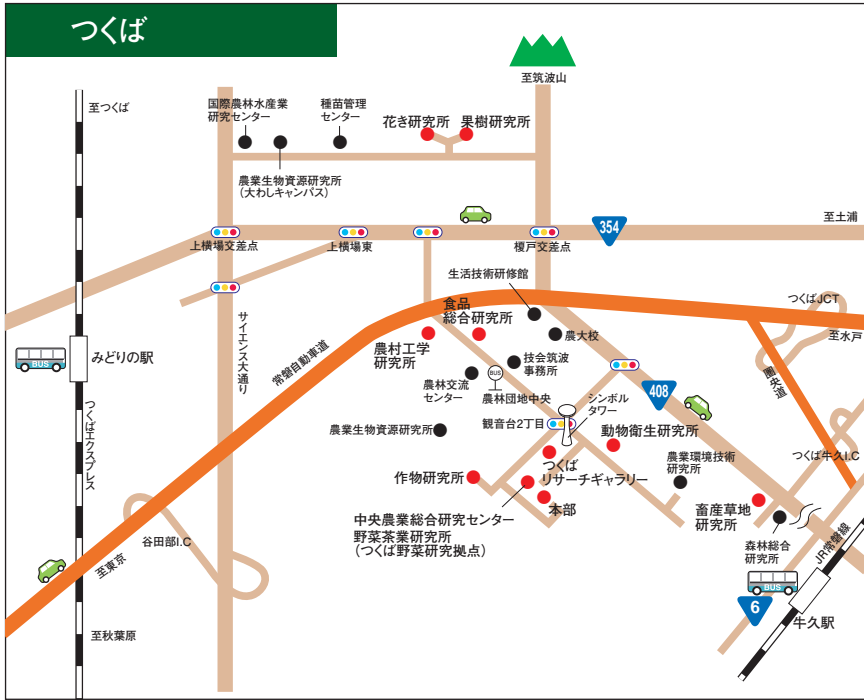 つくば
至筑波山
至つくば
国際農林水産業
研究センター
種苗管理
センター
花き研究所
果樹研究所
農業生物資源研究所
(大わしキャンパス)
至土浦
354
上横場交差点
上横場東
榎戸交差点
生活技術研修館
つくばJCT
至水戸
食品
総合研究所
農大校
サイエンス大通り
常磐自動車道
農村工学
研究所
技会筑波
事務所
圏央道
BUS
みどりの駅
農林交流
センター
BUS
農林団地中央
408
シンボル
タワー
観音台2丁目
つくばエクスプレス
農業生物資源研究所
動物衛生研究所
農業環境技術
研究所
つくば牛久I.C
つくば
リサーチギャラリー
作物研究所
本部
中央農業総合研究センター
野菜茶業研究所
(つくば野菜研究拠点)
畜産草地
研究所
谷田部I.C
森林総合
研究所
JR常磐線
至東京
BUS
6
牛久駅
至秋葉原